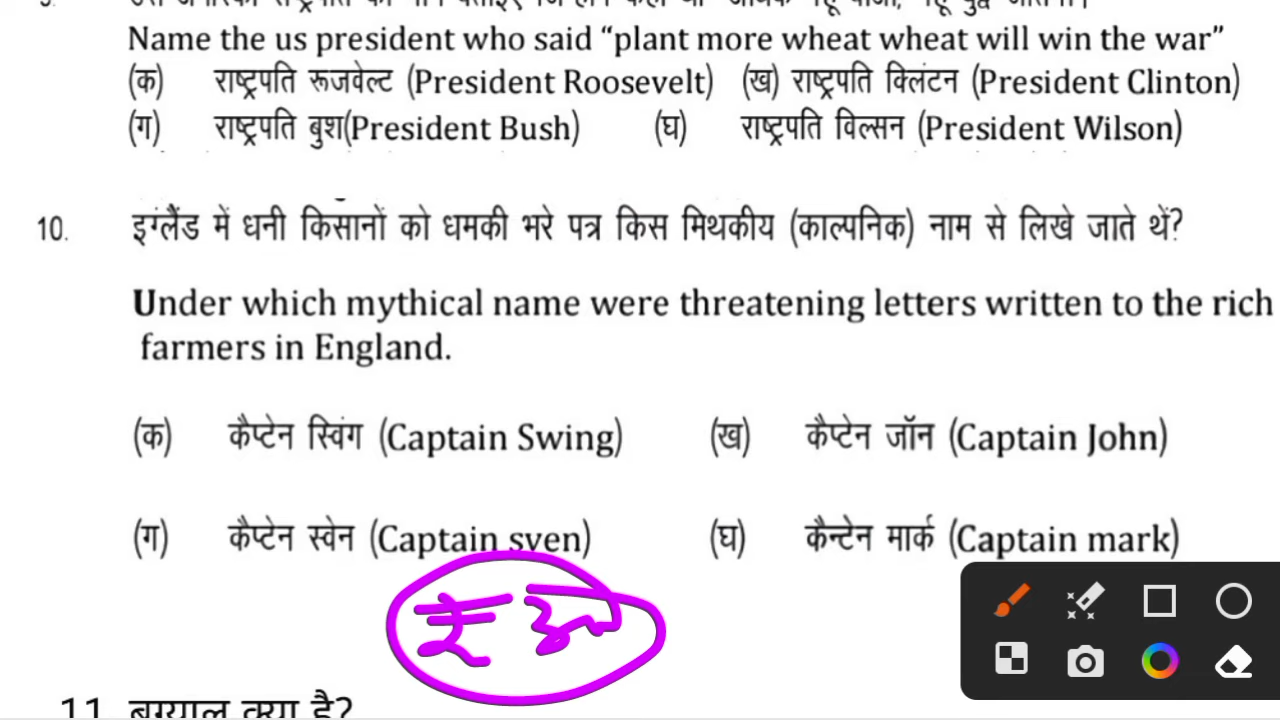 Name the us president who said “plant more wheat wheat will win the war”
(क) राष्ट्रपति रूजवेल्ट (President Roosevelt) (ख) राष्ट्रपति क्लिंटन (President Clinton)
(ग) राष्ट्रपति बुश(President Bush) (घ) राष्ट्रपति विल्सन (President Wilson)
10. इग्लैंड में धनी किसानों को धमकी भरे पत्र किस मिथकीय (काल्पनिक) नाम से लिखे जाते थें?
Under which mythical name were threatening letters written to the rich
farmers in England.
(क) कैप्टेन स्विंग (Captain Swing) (ख) कैप्टेन जॉन (Captain John)
(ग) कैप्टेन स्वेन (Captain sven) (घ) कैन्टेन मार्क (Captain mark)
11. बुग्याल क्या है?